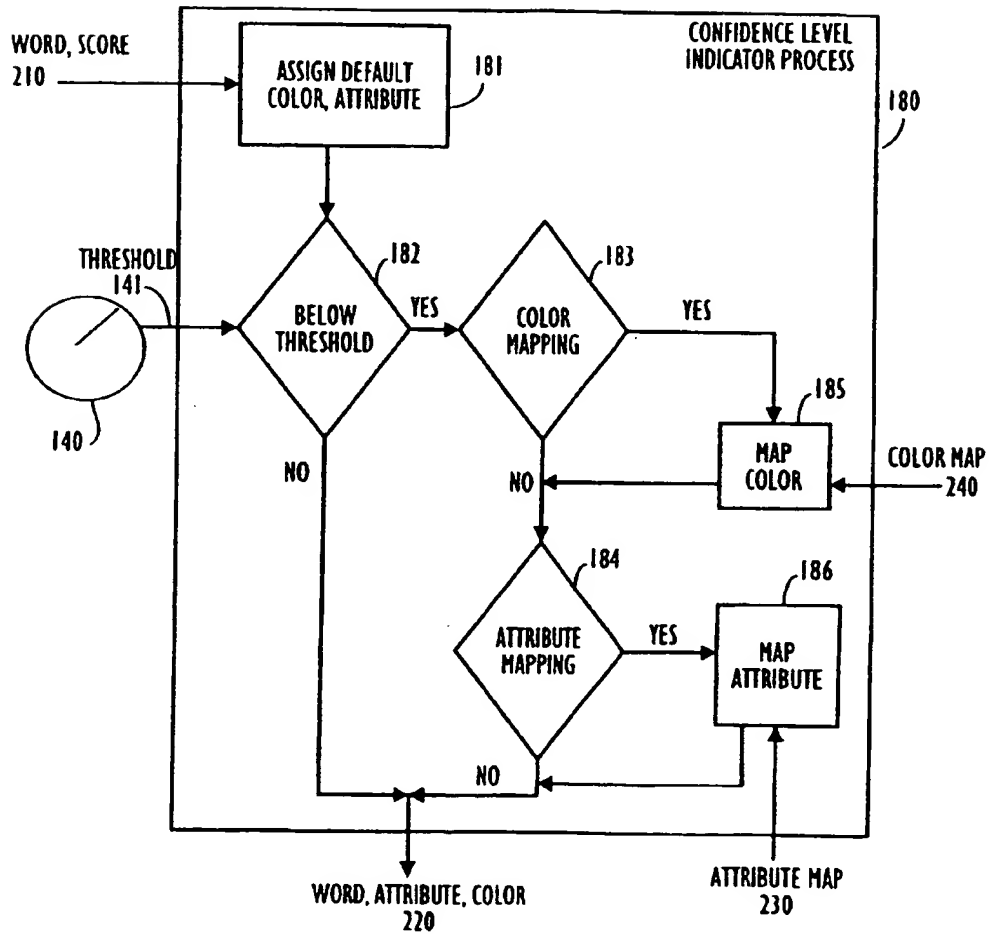 CONFIDENCE LEVEL
INDICATOR PROCESS
WORD, SCORE
210
ASSIGN DEFAULT
COLOR, ATTRIBUTE
181
180
THRESHOLD
141
182
183
BELOW
THRESHOLD
YES
COLOR
MAPPING
YES
140
185
NO
NO
MAP
COLOR
COLOR MAP
240
184
186
ATTRIBUTE
MAPPING
YES
MAP
ATTRIBUTE
NO
WORD, ATTRIBUTE, COLOR
220
ATTRIBUTE MAP
230